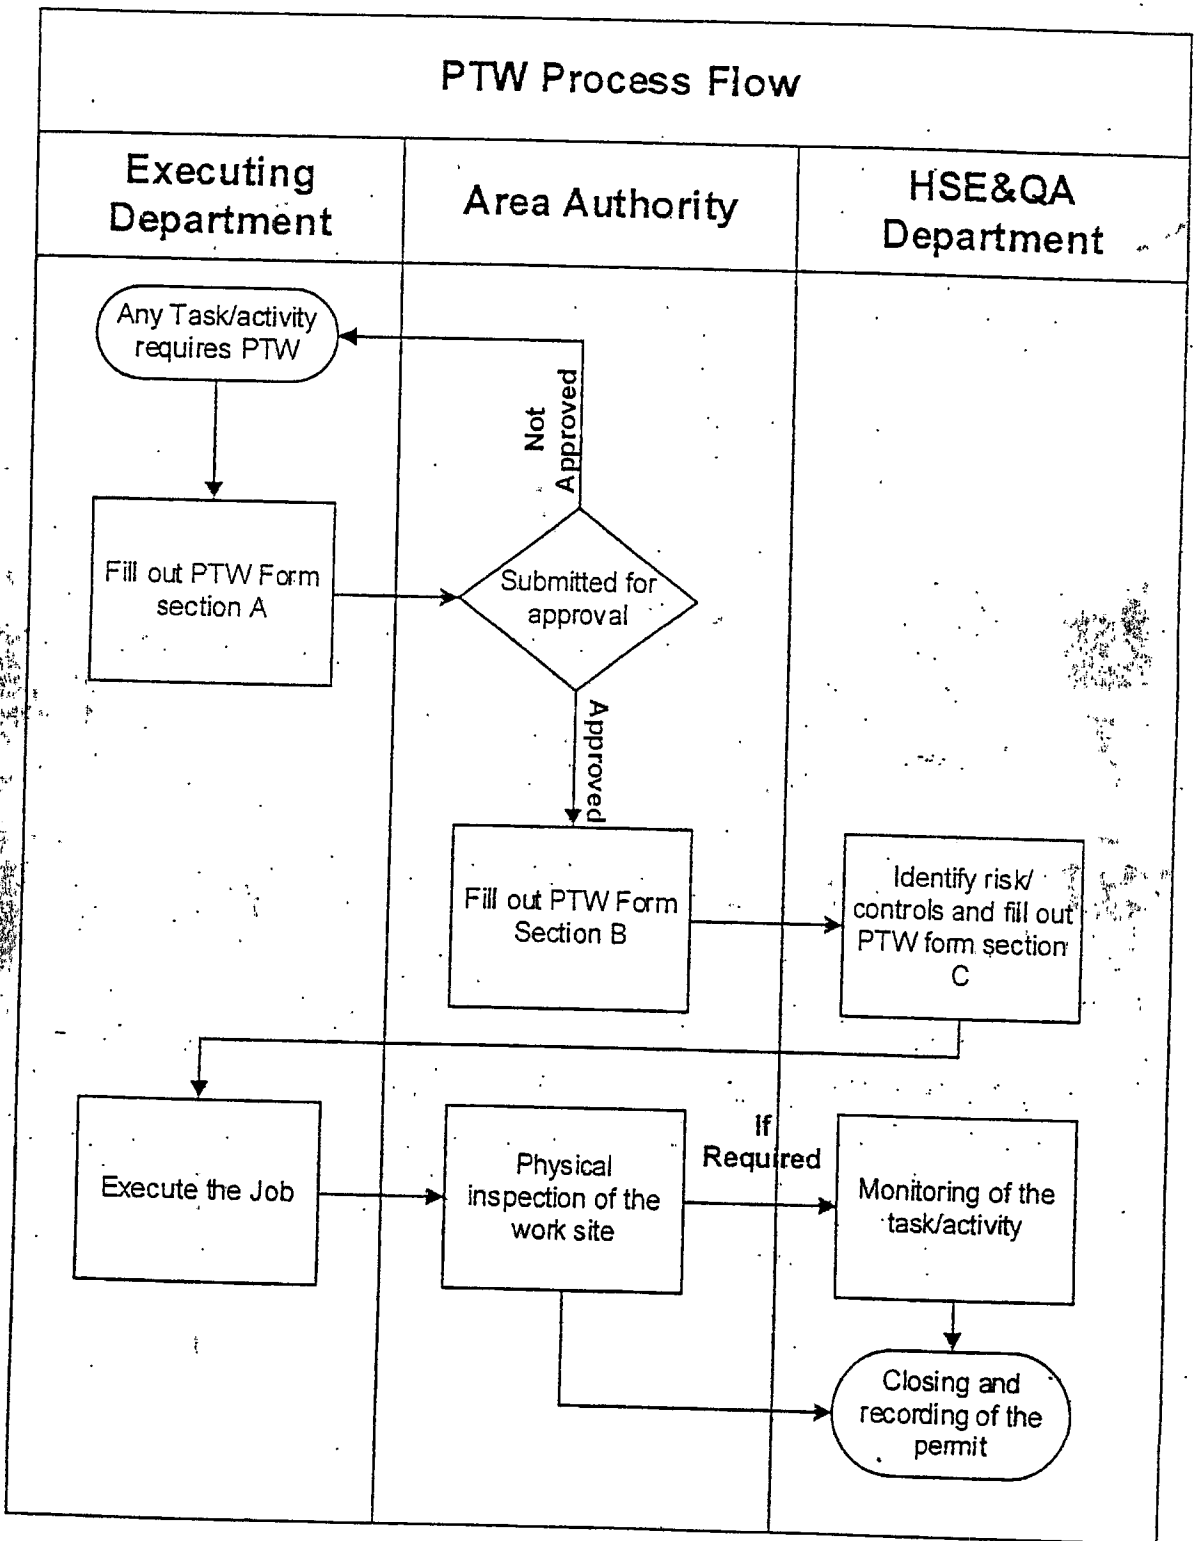 PTW Process Flow
Executing
Department
Area Authority
HSE&QA
Department
Any Task/activity
requires PTW
Not
Approved
Fill out PTW Form
section A
Submitted for
approval
Approved
Fill out PTW Form
Section B
Identify risk/
controls and fill out
PTW form section
C
Execute the Job
Physical
inspection of the
work site
If
Required
Monitoring of the
task/activity
Closing and
recording of the
permit